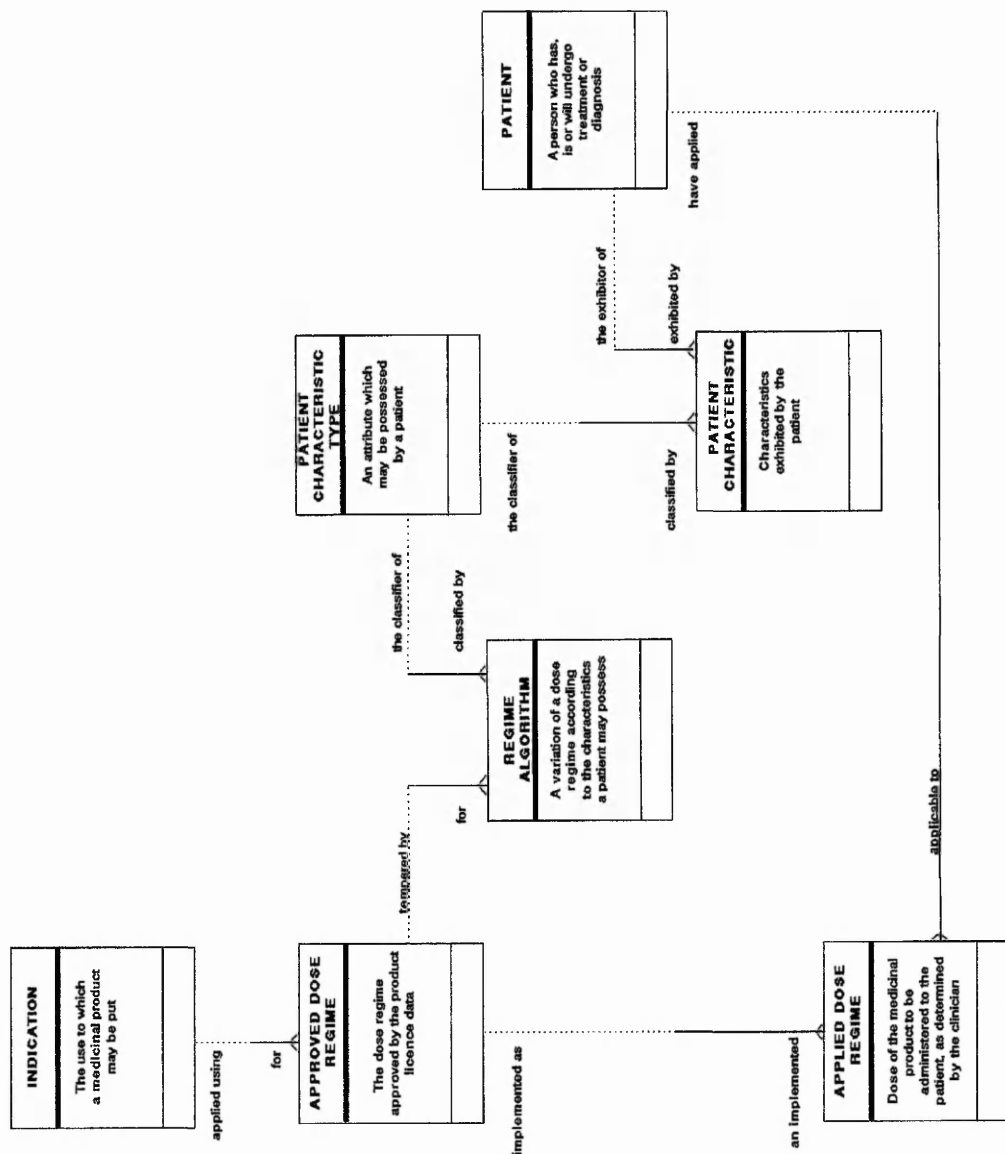 INDICATION
The use to which
a medicinal product
may be put
applied using
for
APPROVED DOSE
REGIME
The dose regime
approved by the product
licence data
tempered by
for
REGIME
ALGORITHM
A variation of a dose
regime according
to the characteristics
a patient may possess
the classifier of
classified by
PATIENT
CHARACTERISTIC
TYPE
An attribute which
may be possessed
by a patient
the classifier of
classified by
PATIENT
CHARACTERISTIC
Characteristics
exhibited by the
patient
the exhibitor of
exhibited by
PATIENT
A person who has,
is or will undergo
treatment or
diagnosis
have applied
applicable to
implemented as
an implemented
APPLIED DOSE
REGIME
Dose of the medicinal
product to be
administered to the
patient, as determined
by the clinician